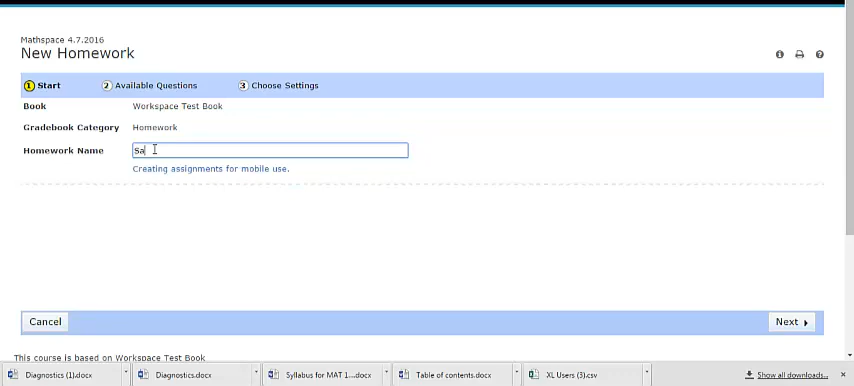 Mathspace 4.7.2016
New Homework
1 Start 2 Available Questions 3 Choose Settings
Book Workspace Test Book
Gradebook Category Homework
Homework Name Sa
Creating assignments for mobile use.
Cancel Next
This course is based on Workspace Test Book
Diagnostics (1).docx Diagnostics.docx Syllabus for MAT 1....docx Table of contents.docx XL Users (3).csv Show all downloads...